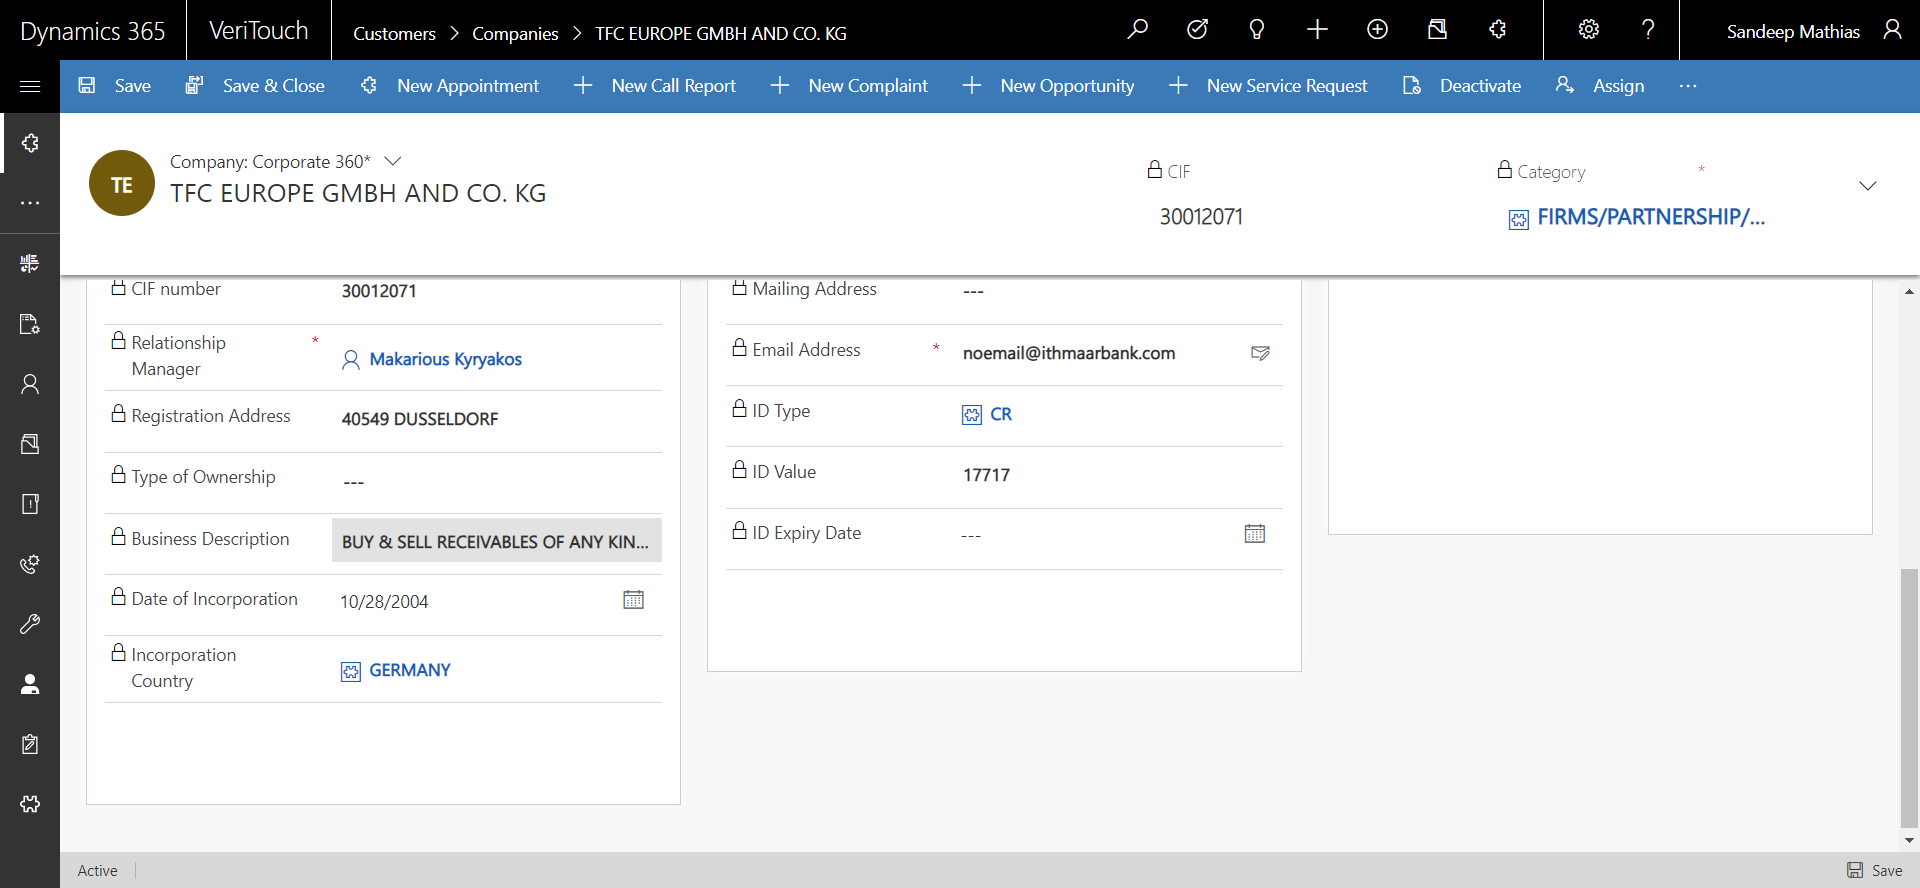 Dynamics 365
VeriTouch
Customers > Companies > TFC EUROPE GMBH AND CO. KG
Sandeep Mathias
Save
Save & Close
New Appointment
New Call Report
New Complaint
New Opportunity
New Service Request
Deactivate
Assign
...
TE
Company: Corporate 360*
TFC EUROPE GMBH AND CO. KG
CIF
30012071
Category *
FIRMS/PARTNERSHIP/...
CIF number
30012071
Relationship Manager *
Makarious Kyryakos
Registration Address
40549 DUSSELDORF
Type of Ownership
---
Business Description
BUY & SELL RECEIVABLES OF ANY KIN...
Date of Incorporation
10/28/2004
Incorporation Country
GERMANY
Mailing Address
---
Email Address *
noemail@ithmaarbank.com
ID Type
CR
ID Value
17717
ID Expiry Date
---
Active
Save